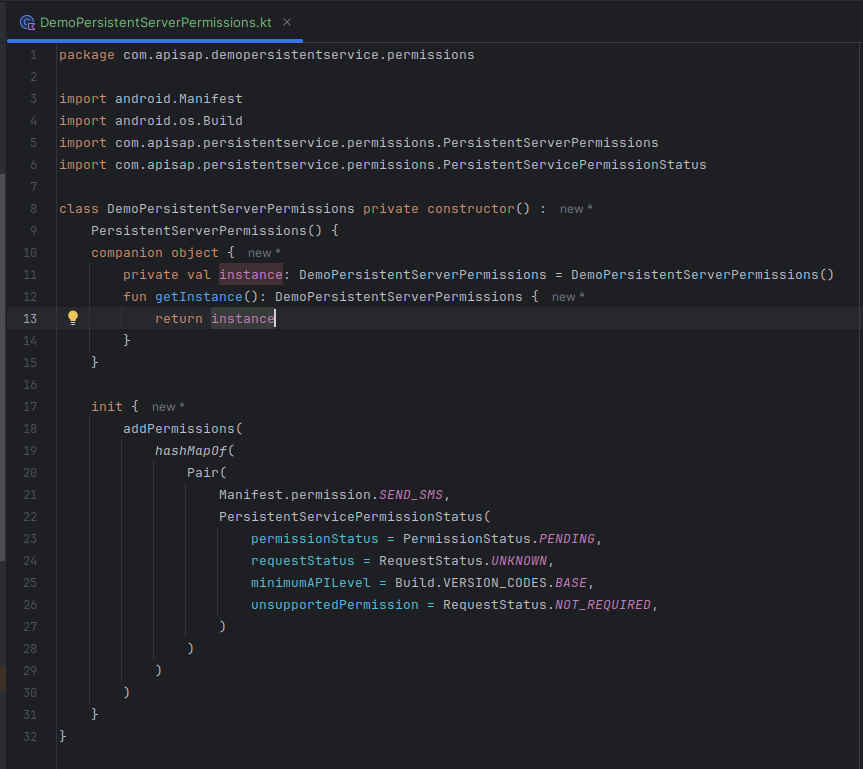 DemoPersistentServerPermissions.kt
1 package com.apisap.demopersistentservice.permissions
2
3 import android.Manifest
4 import android.os.Build
5 import com.apisap.persistentservice.permissions.PersistentServerPermissions
6 import com.apisap.persistentservice.permissions.PersistentServicePermissionStatus
7
8 class DemoPersistentServerPermissions private constructor() : new *
9     PersistentServerPermissions() {
10     companion object { new *
11         private val instance: DemoPersistentServerPermissions = DemoPersistentServerPermissions()
12         fun getInstance(): DemoPersistentServerPermissions { new *
13             return instance
14         }
15     }
16
17     init { new *
18         addPermissions(
19             hashMapOf(
20                 Pair(
21                     Manifest.permission.SEND_SMS,
22                     PersistentServicePermissionStatus(
23                         permissionStatus = PermissionStatus.PENDING,
24                         requestStatus = RequestStatus.UNKNOWN,
25                         minimumAPILevel = Build.VERSION_CODES.BASE,
26                         unsupportedPermission = RequestStatus.NOT_REQUIRED,
27                     )
28                 )
29             )
30         )
31     }
32 }